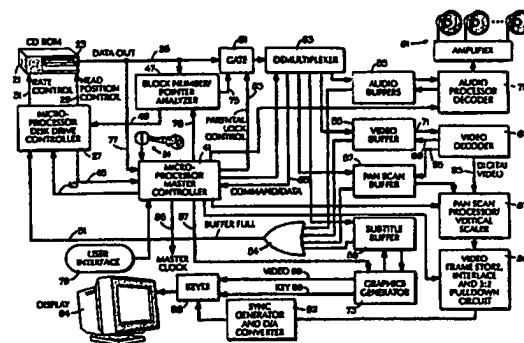 CD ROM
DATA OUT
RATE CONTROL
HEAD POSITION CONTROL
BLOCK NUMBER/ POINTER ANALYZER
GATE
DEMULTIPLEXER
AMPLIFIER
AUDIO BUFFERS
AUDIO PROCESSOR DECODER
MICRO-PROCESSOR DISK DRIVE CONTROLLER
PARENTAL LOCK CONTROL
VIDEO BUFFER
VIDEO DECODER
MICRO-PROCESSOR MASTER CONTROLLER
COMMAND/DATA
PAN SCAN BUFFER
DIGITAL VIDEO
PAN SCAN PROCESSOR/ VERTICAL SCALER
BUFFER FULL
SUBTITLE BUFFER
USER INTERFACE
MASTER CLOCK
VIDEO
KEY
KEYER
GRAPHICS GENERATOR
VIDEO FRAME STORE, INTERLACE AND 3:2 PULLDOWN CIRCUIT
DISPLAY
SYNC GENERATOR AND D/A CONVERTER